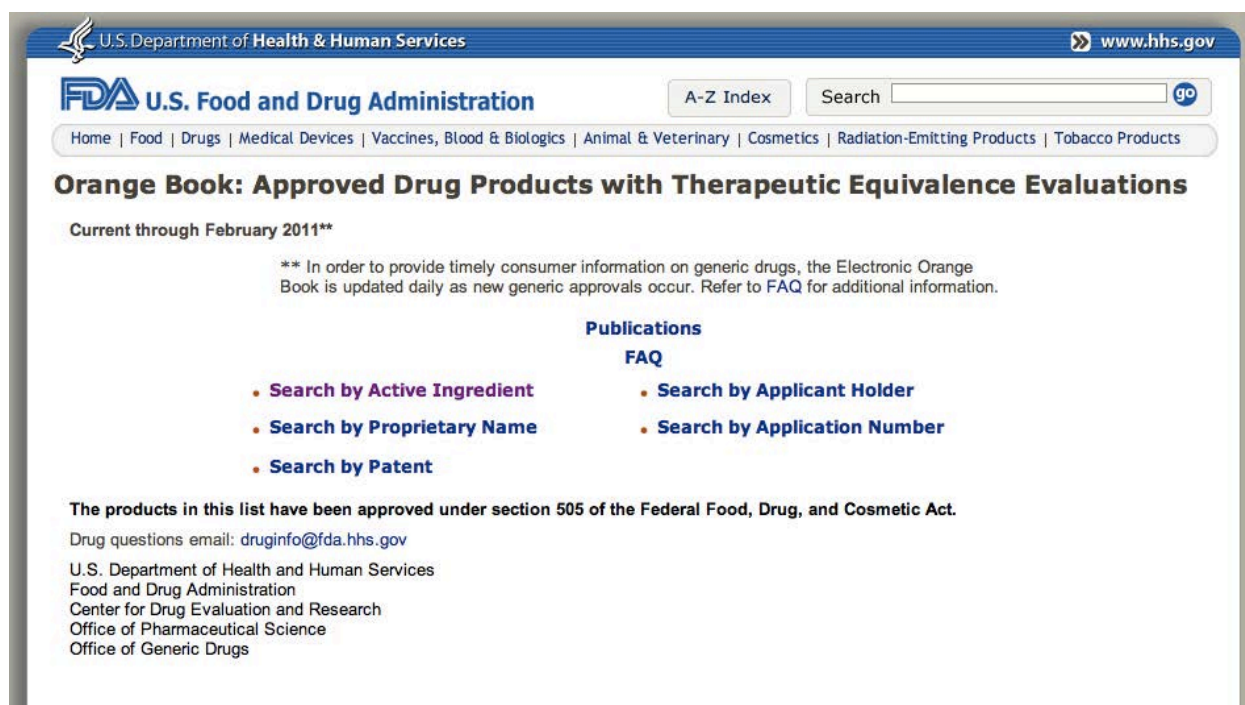 U.S. Department of Health & Human Services
www.hhs.gov
FDA U.S. Food and Drug Administration
A-Z Index
Search
go
Home | Food | Drugs | Medical Devices | Vaccines, Blood & Biologics | Animal & Veterinary | Cosmetics | Radiation-Emitting Products | Tobacco Products
Orange Book: Approved Drug Products with Therapeutic Equivalence Evaluations
Current through February 2011**
** In order to provide timely consumer information on generic drugs, the Electronic Orange
Book is updated daily as new generic approvals occur. Refer to FAQ for additional information.
Publications
FAQ
• Search by Active Ingredient
• Search by Applicant Holder
• Search by Proprietary Name
• Search by Application Number
• Search by Patent
The products in this list have been approved under section 505 of the Federal Food, Drug, and Cosmetic Act.
Drug questions email: druginfo@fda.hhs.gov
U.S. Department of Health and Human Services
Food and Drug Administration
Center for Drug Evaluation and Research
Office of Pharmaceutical Science
Office of Generic Drugs